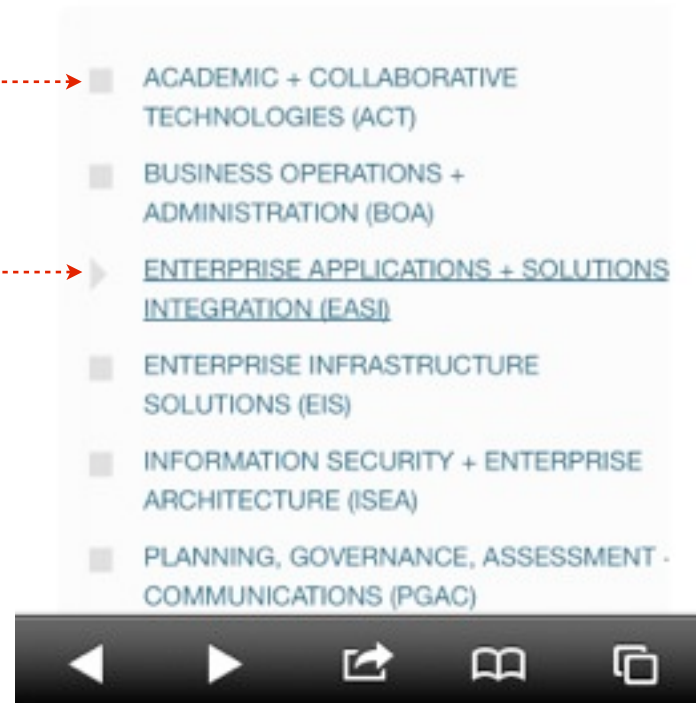 ACADEMIC + COLLABORATIVE
TECHNOLOGIES (ACT)
BUSINESS OPERATIONS +
ADMINISTRATION (BOA)
ENTERPRISE APPLICATIONS + SOLUTIONS
INTEGRATION (EASI)
ENTERPRISE INFRASTRUCTURE
SOLUTIONS (EIS)
INFORMATION SECURITY + ENTERPRISE
ARCHITECTURE (ISEA)
PLANNING, GOVERNANCE, ASSESSMENT
COMMUNICATIONS (PGAC)